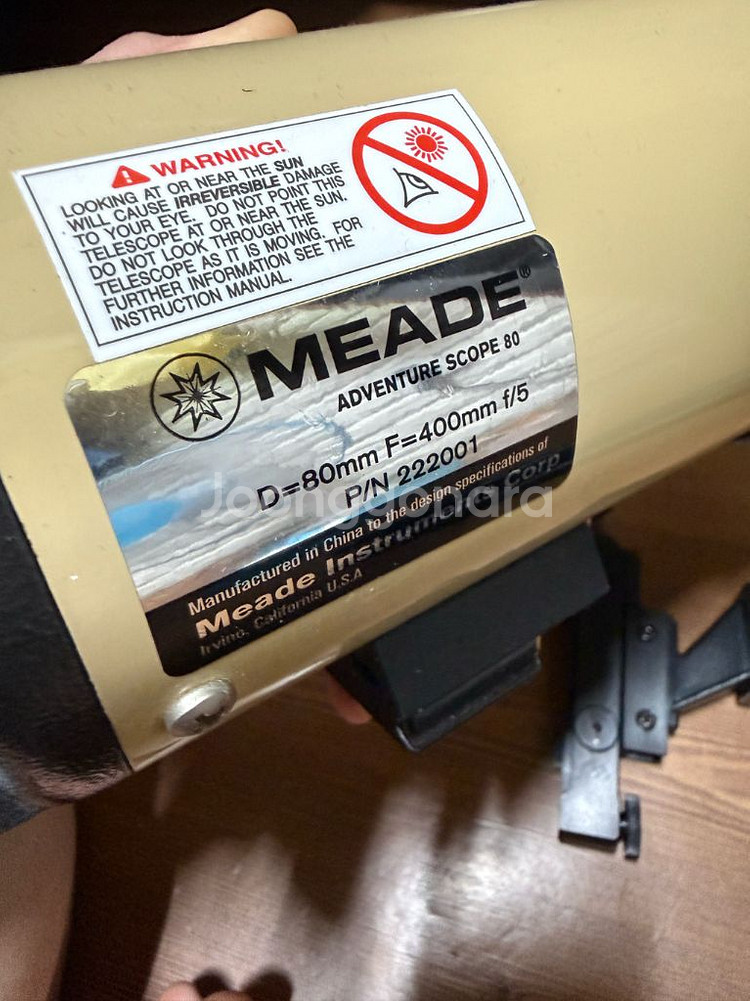 WARNING!
LOOKING AT OR NEAR THE SUN
WILL CAUSE IRREVERSIBLE DAMAGE
TO YOUR EYE. DO NOT POINT THIS
TELESCOPE AT OR NEAR THE SUN.
DO NOT LOOK THROUGH THE
TELESCOPE AS IT IS MOVING. FOR
FURTHER INFORMATION SEE THE
INSTRUCTION MANUAL.
MEADE®
ADVENTURE SCOPE 80
D=80mm F=400mm f/5
P/N 222001
Joonggonara
Manufactured in China to the design specifications of
Meade Instruments Corp
Irvine, California U.S.A